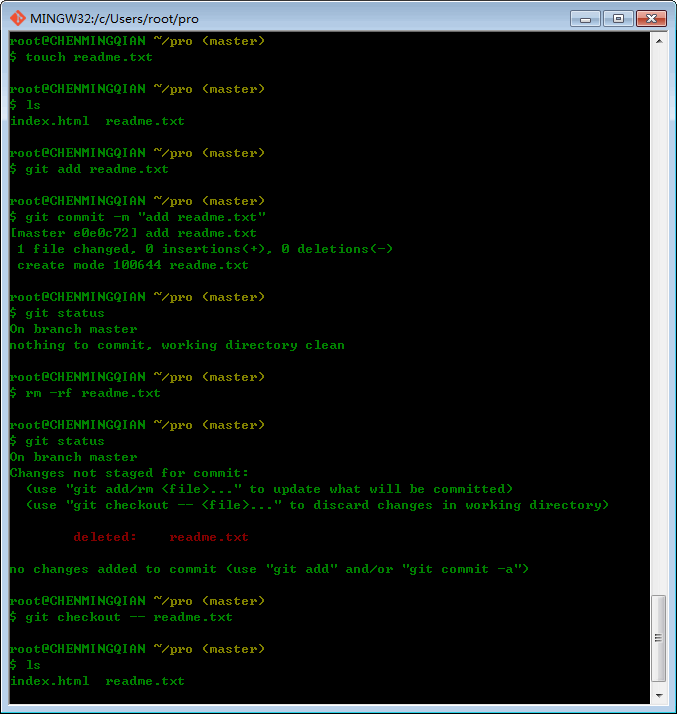 MINGW32:/c/Users/root/pro
root@CHENMINGQIAN ~/pro (master)
$ touch readme.txt
root@CHENMINGQIAN ~/pro (master)
$ ls
index.html  readme.txt
root@CHENMINGQIAN ~/pro (master)
$ git add readme.txt
root@CHENMINGQIAN ~/pro (master)
$ git commit -m "add readme.txt"
[master e0e0c72] add readme.txt
 1 file changed, 0 insertions(+), 0 deletions(-)
 create mode 100644 readme.txt
root@CHENMINGQIAN ~/pro (master)
$ git status
On branch master
nothing to commit, working directory clean
root@CHENMINGQIAN ~/pro (master)
$ rm -rf readme.txt
root@CHENMINGQIAN ~/pro (master)
$ git status
On branch master
Changes not staged for commit:
  (use "git add/rm <file>..." to update what will be committed)
  (use "git checkout -- <file>..." to discard changes in working directory)
        deleted:    readme.txt
no changes added to commit (use "git add" and/or "git commit -a")
root@CHENMINGQIAN ~/pro (master)
$ git checkout -- readme.txt
root@CHENMINGQIAN ~/pro (master)
$ ls
index.html  readme.txt